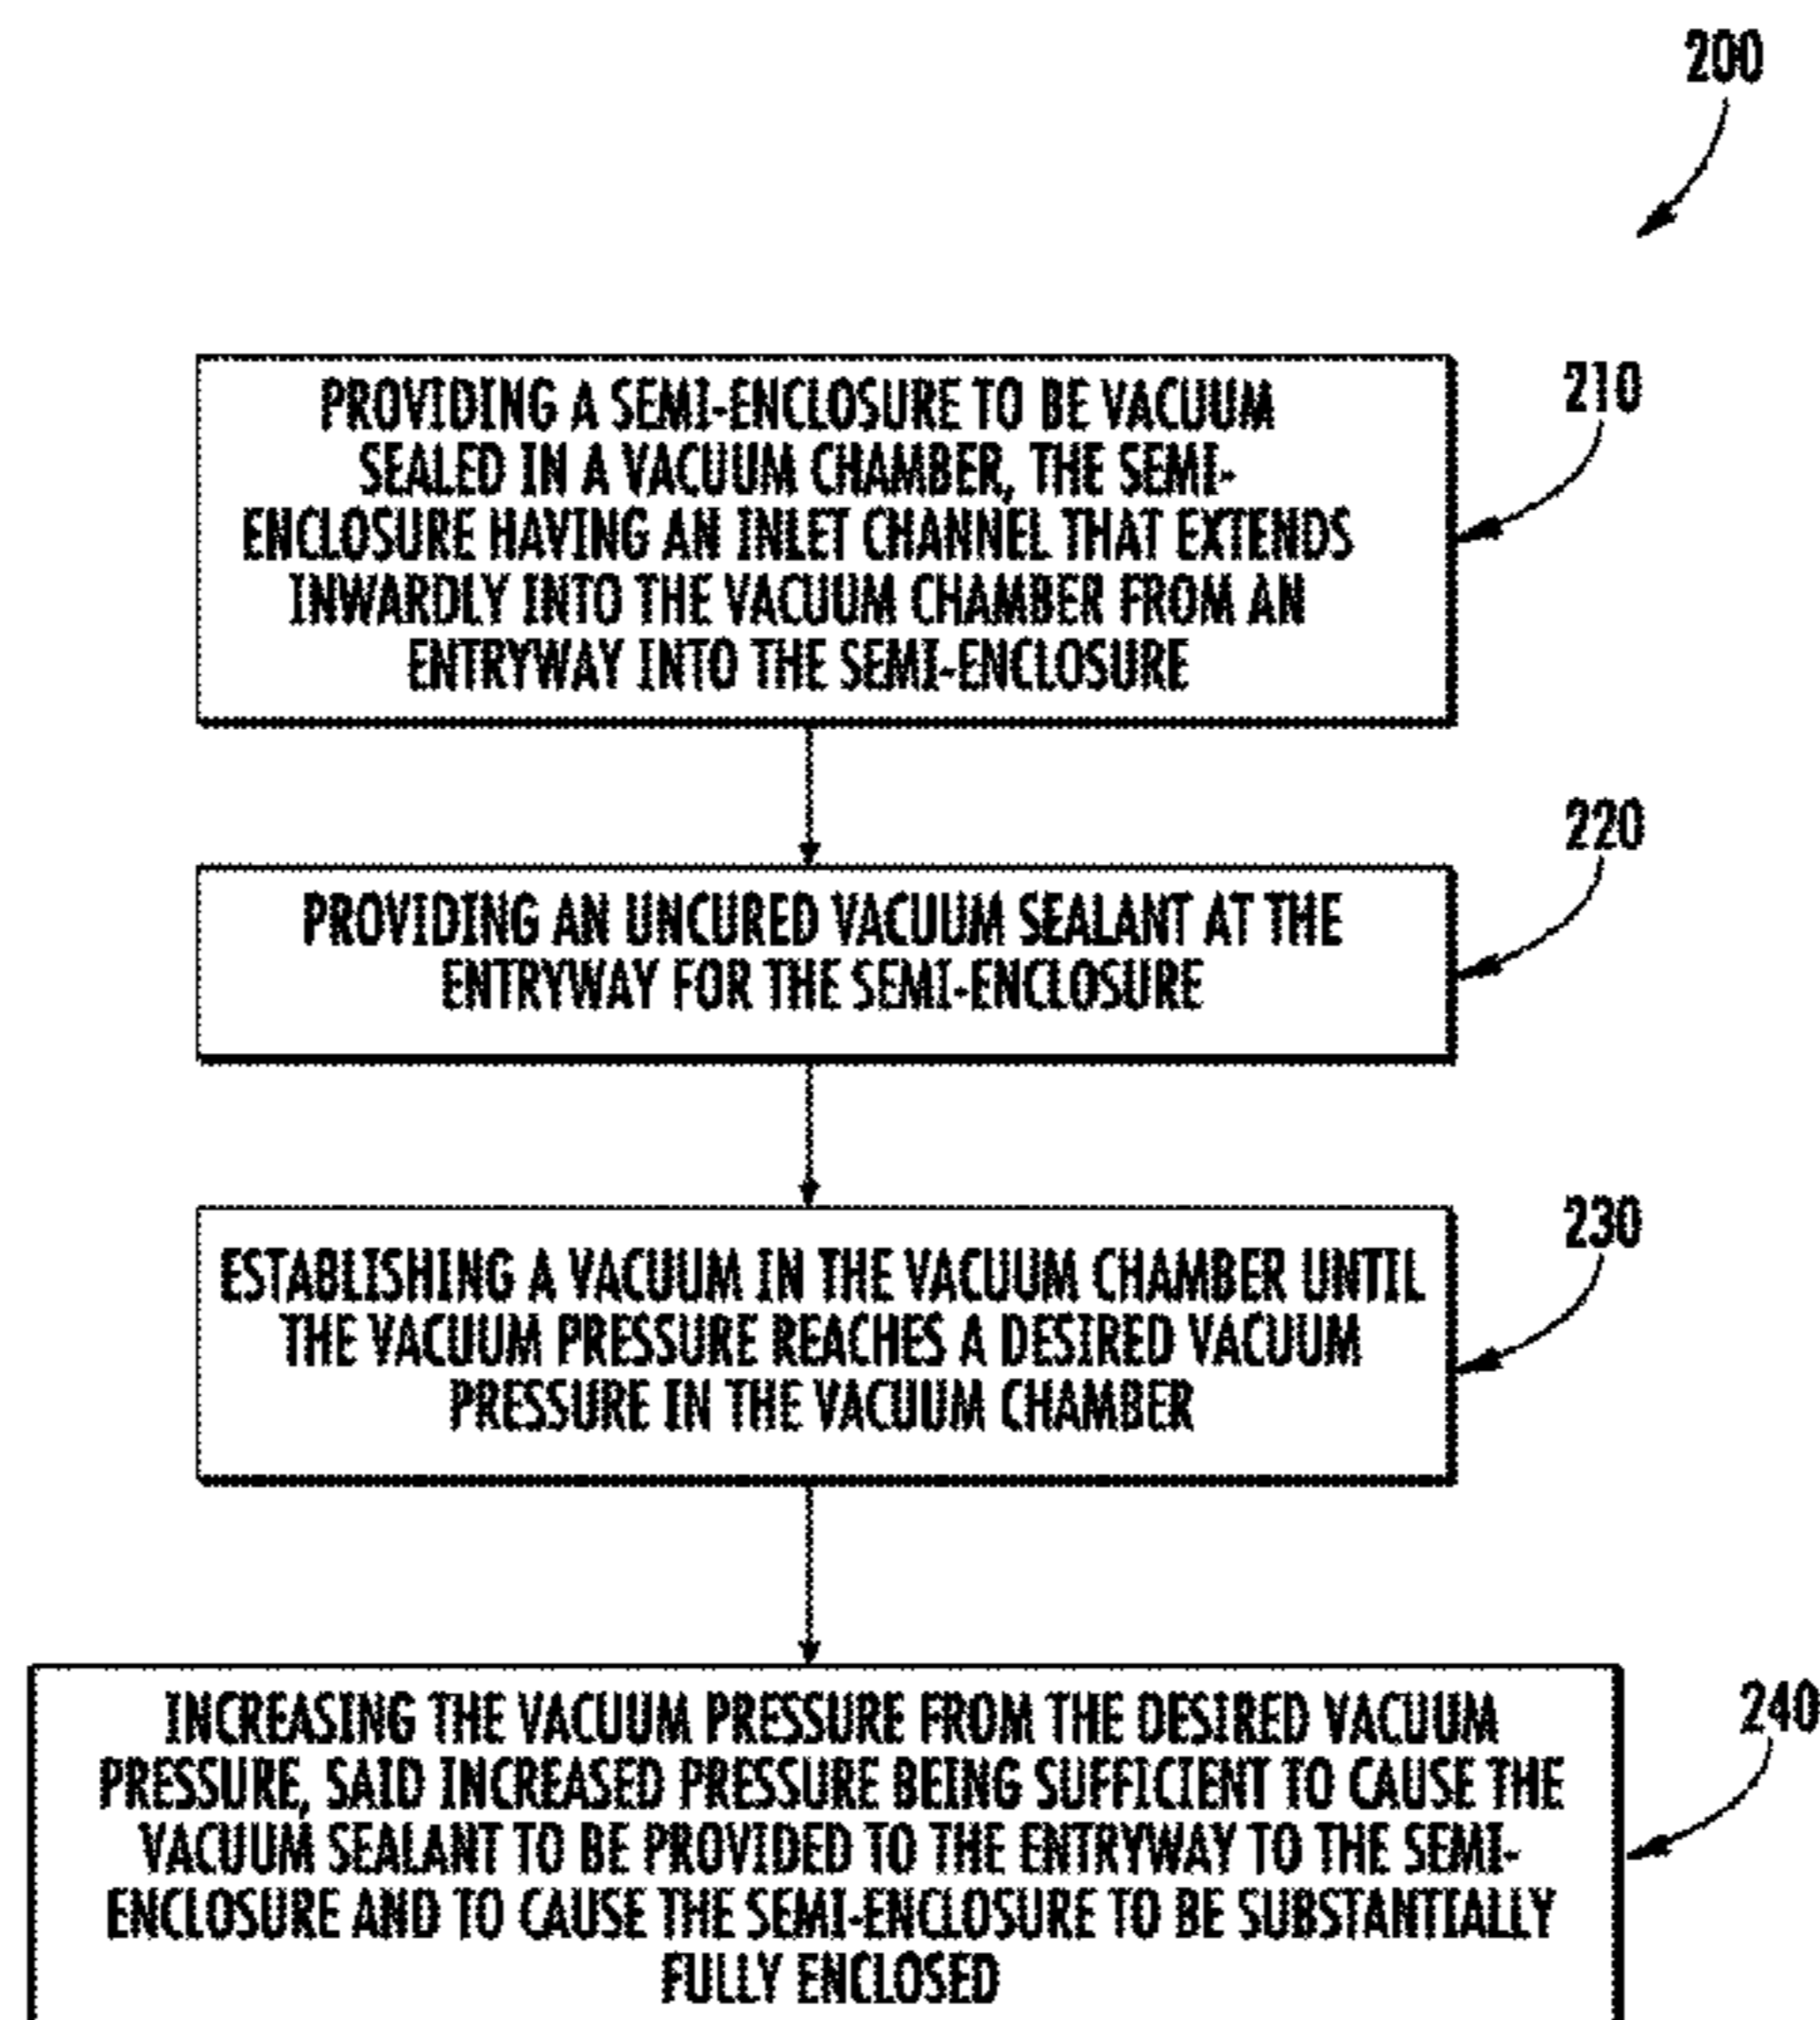 200
PROVIDING A SEMI-ENCLOSURE TO BE VACUUM
SEALED IN A VACUUM CHAMBER, THE SEMI-
ENCLOSURE HAVING AN INLET CHANNEL THAT EXTENDS
INWARDLY INTO THE VACUUM CHAMBER FROM AN
ENTRYWAY INTO THE SEMI-ENCLOSURE
210
PROVIDING AN UNCURED VACUUM SEALANT AT THE
ENTRYWAY FOR THE SEMI-ENCLOSURE
220
ESTABLISHING A VACUUM IN THE VACUUM CHAMBER UNTIL
THE VACUUM PRESSURE REACHES A DESIRED VACUUM
PRESSURE IN THE VACUUM CHAMBER
230
INCREASING THE VACUUM PRESSURE FROM THE DESIRED VACUUM
PRESSURE, SAID INCREASED PRESSURE BEING SUFFICIENT TO CAUSE THE
VACUUM SEALANT TO BE PROVIDED TO THE ENTRYWAY TO THE SEMI-
ENCLOSURE AND TO CAUSE THE SEMI-ENCLOSURE TO BE SUBSTANTIALLY
FULLY ENCLOSED
240